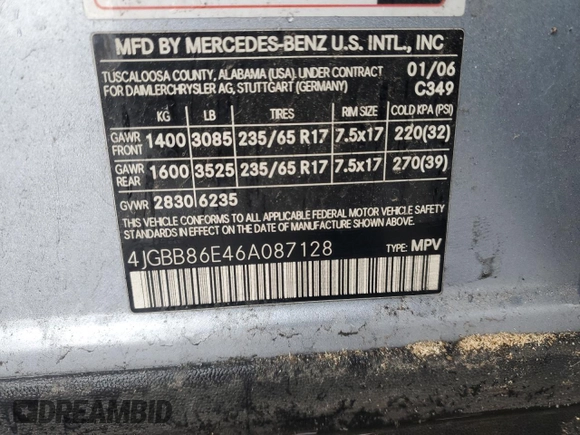 MFD BY MERCEDES-BENZ U.S. INTL., INC
TUSCALOOSA COUNTY, ALABAMA (USA). UNDER CONTRACT 01/06
FOR DAIMLERCHRYSLER AG, STUTTGART (GERMANY) C349
KG LB TIRES RIM SIZE COLD KPA (PSI)
GAWR FRONT 1400 3085 235/65 R17 7.5x17 220(32)
GAWR REAR 1600 3525 235/65 R17 7.5x17 270(39)
GVWR 2830 6235
THIS VEHICLE CONFORMS TO ALL APPLICABLE FEDERAL MOTOR VEHICLE SAFETY
STANDARDS IN EFFECT ON THE DATE OF MANUFACTURE SHOWN ABOVE.
4JGBB86E46A087128 TYPE: MPV
DREAMBID